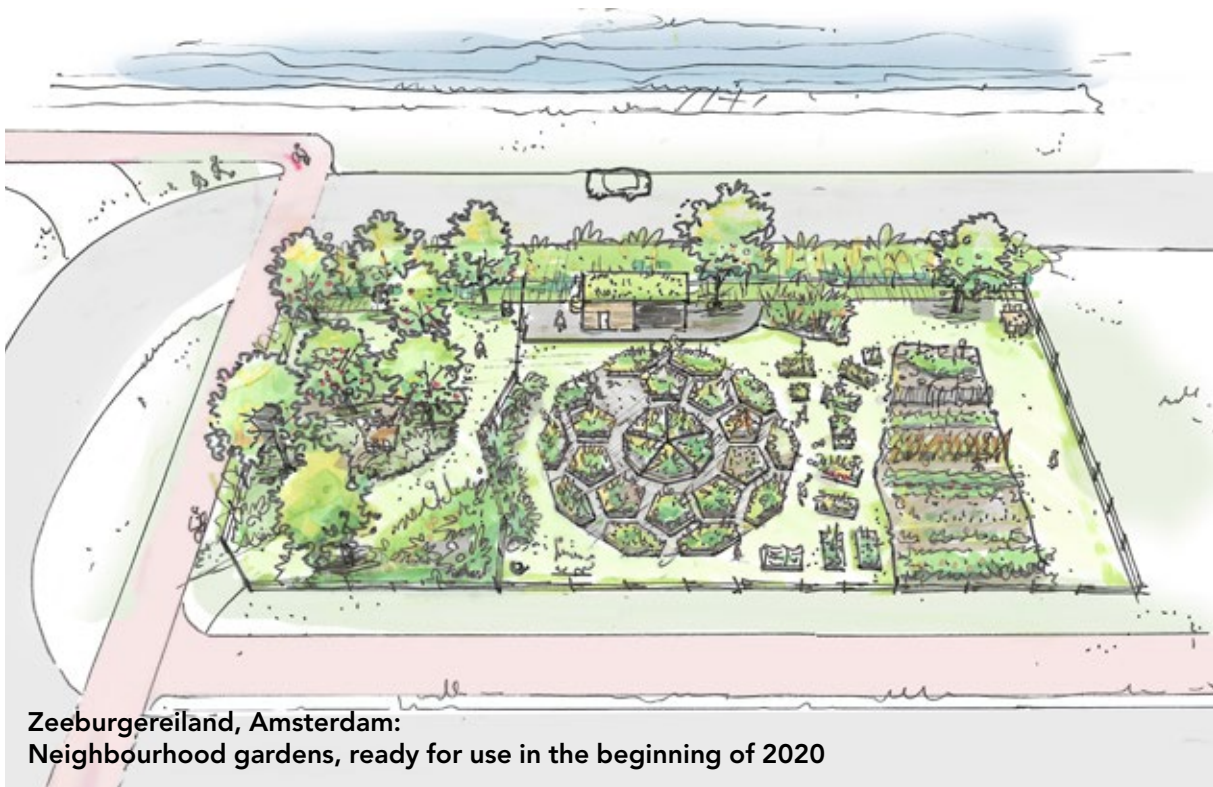 Zeeburgereiland, Amsterdam:
Neighbourhood gardens, ready for use in the beginning of 2020